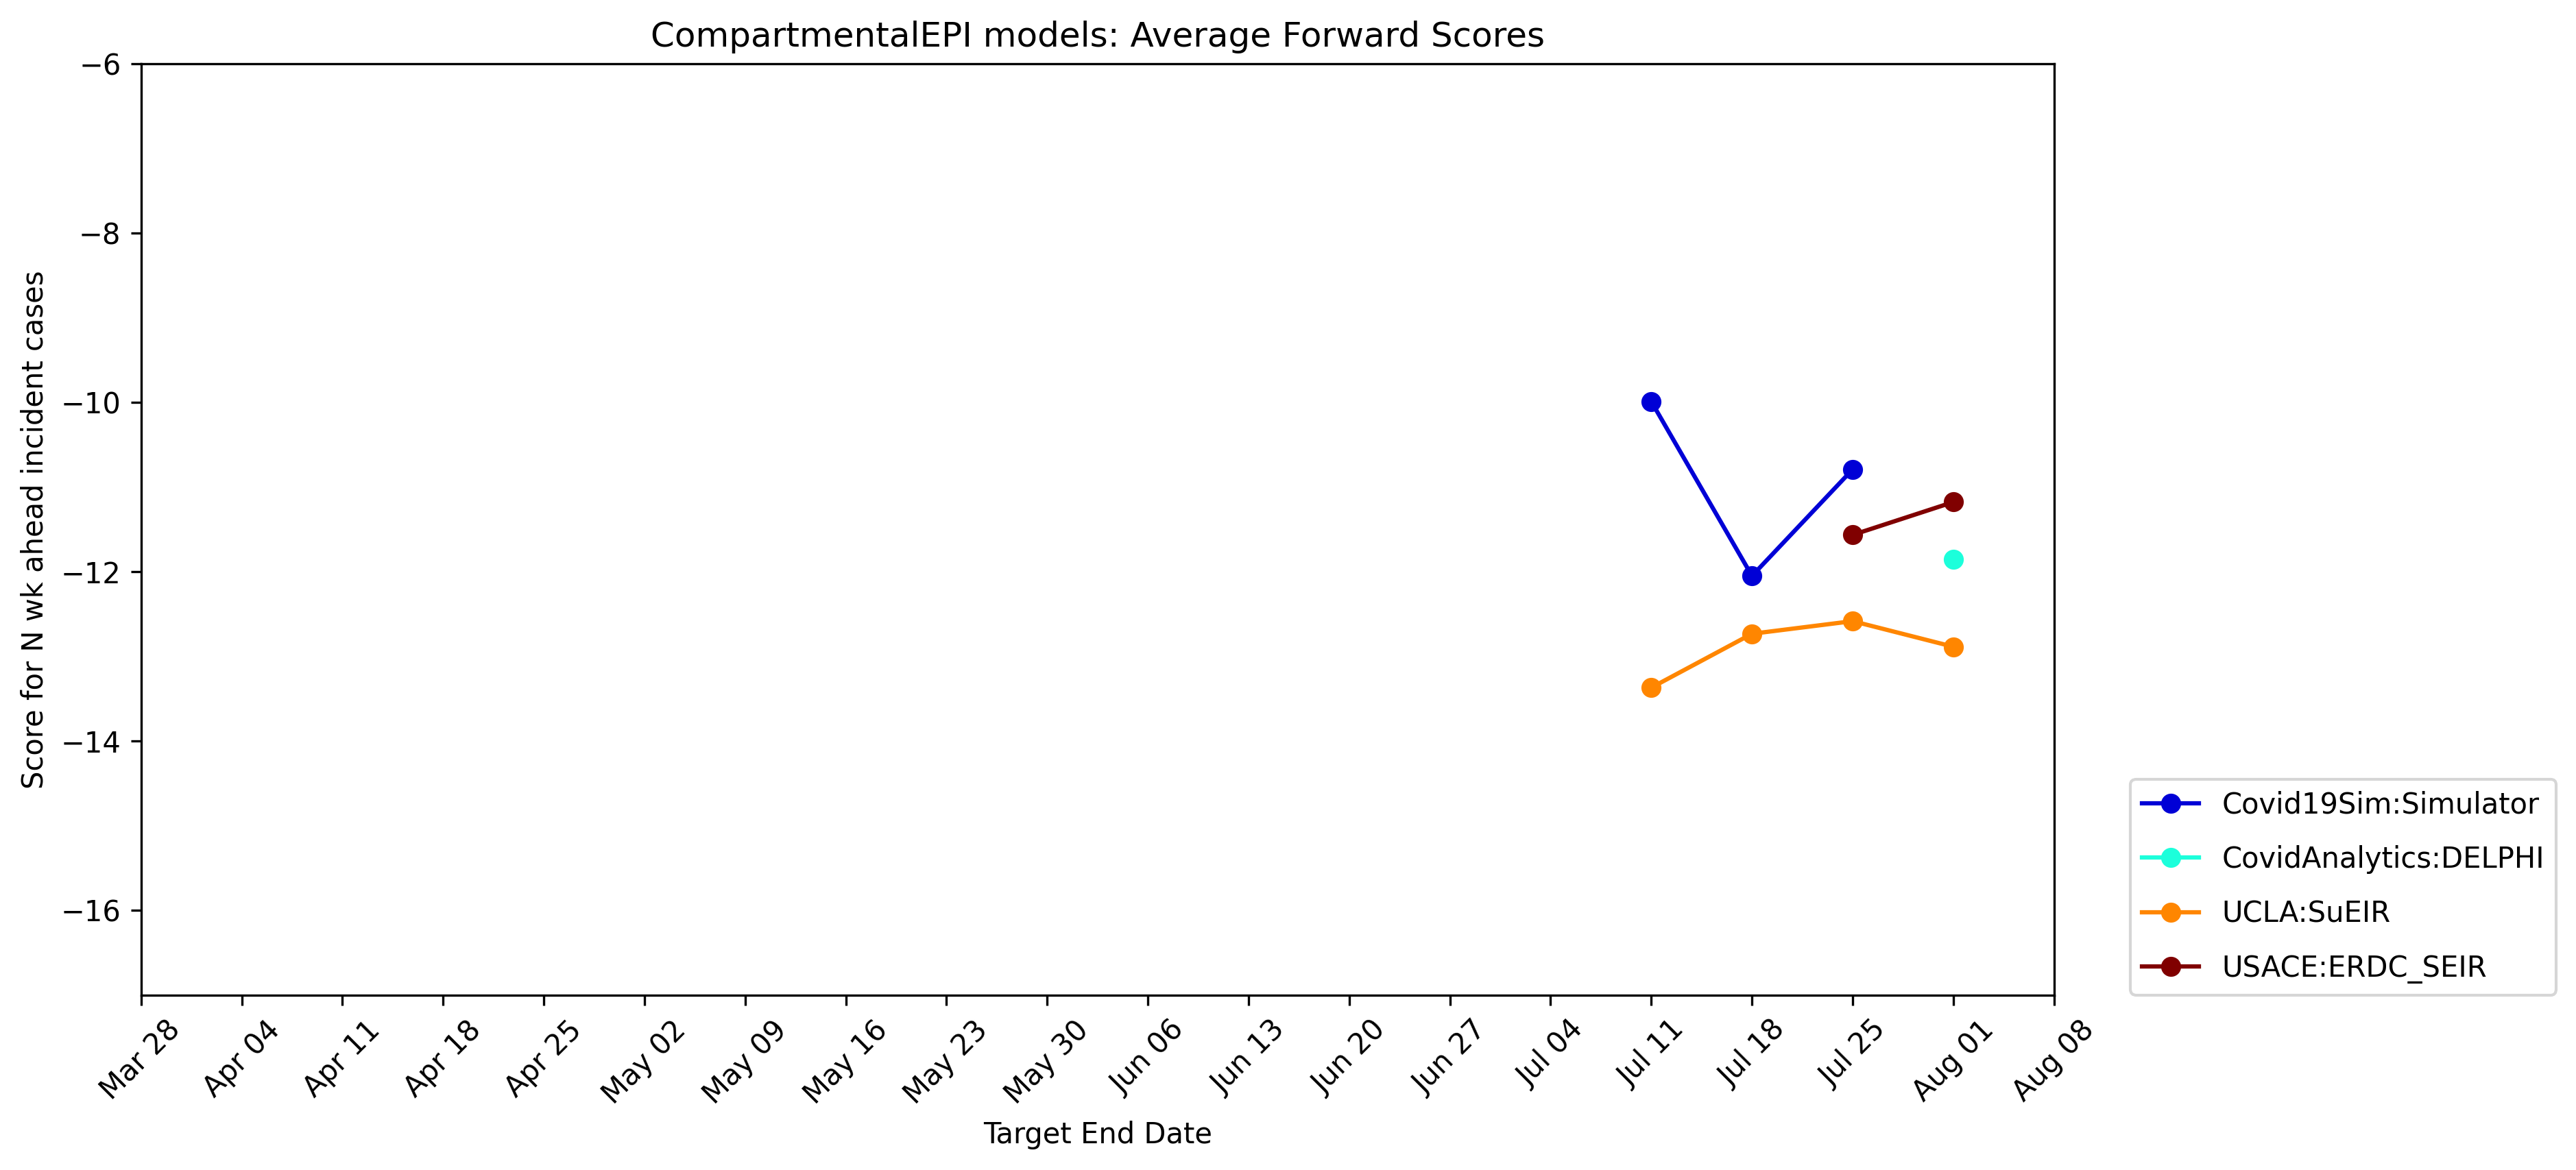 CompartmentalEPI models: Average Forward Scores
Score for N wk ahead incident cases
−6
−8
−10
−12
−14
−16
Mar 28
Apr 04
Apr 11
Apr 18
Apr 25
May 02
May 09
May 16
May 23
May 30
Jun 06
Jun 13
Jun 20
Jun 27
Jul 04
Jul 11
Jul 18
Jul 25
Aug 01
Aug 08
Target End Date
Covid19Sim:Simulator
CovidAnalytics:DELPHI
UCLA:SuEIR
USACE:ERDC_SEIR